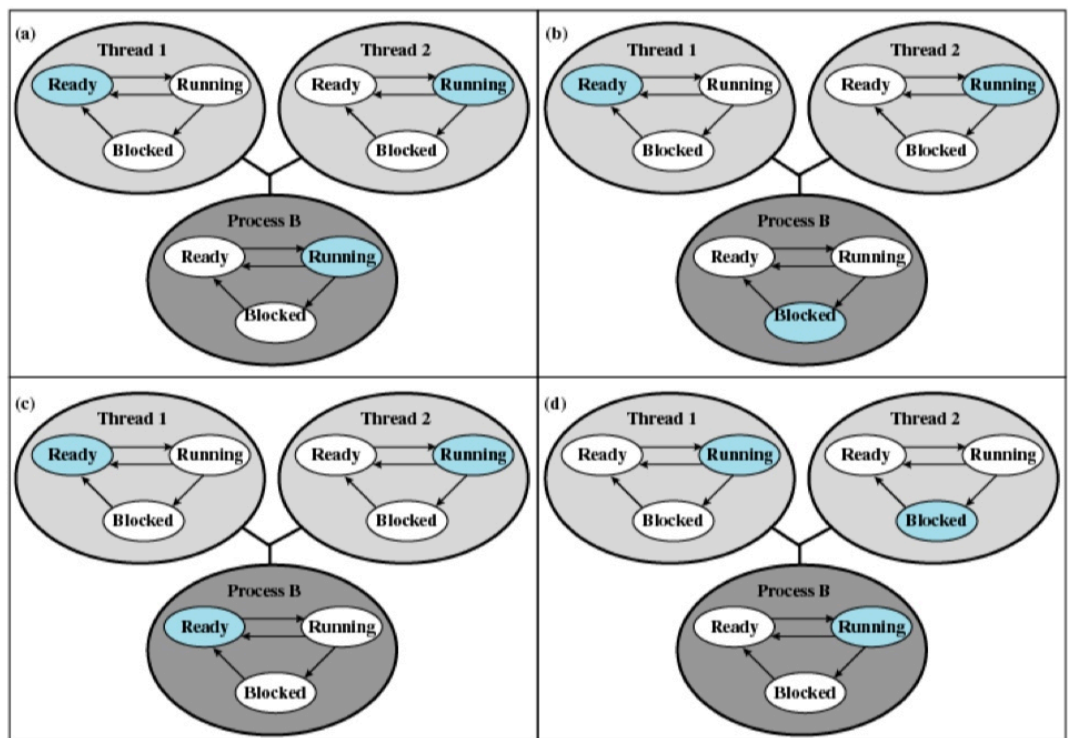 (a)
Thread 1
Ready Running
Blocked
Thread 2
Ready Running
Blocked
Process B
Ready Running
Blocked
(b)
Thread 1
Ready Running
Blocked
Thread 2
Ready Running
Blocked
Process B
Ready Running
Blocked
(c)
Thread 1
Ready Running
Blocked
Thread 2
Ready Running
Blocked
Process B
Ready Running
Blocked
(d)
Thread 1
Ready Running
Blocked
Thread 2
Ready Running
Blocked
Process B
Ready Running
Blocked